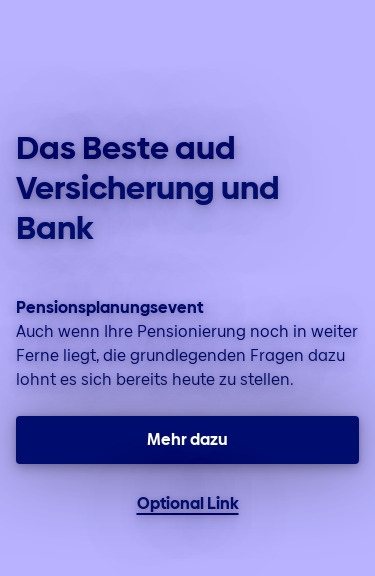 Das Beste aud
Versicherung und
Bank
Pensionsplanungsevent
Auch wenn Ihre Pensionierung noch in weiter
Ferne liegt, die grundlegenden Fragen dazu
lohnt es sich bereits heute zu stellen.
Mehr dazu
Optional Link